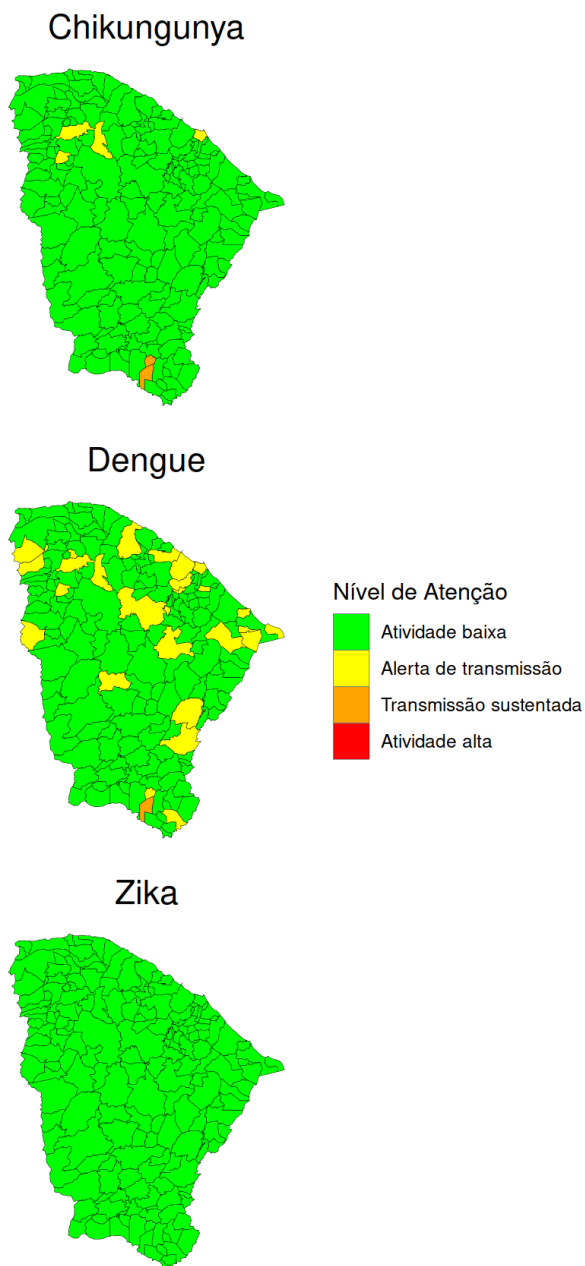 Chikungunya
Dengue
Nível de Atenção
Atividade baixa
Alerta de transmissão
Transmissão sustentada
Atividade alta
Zika